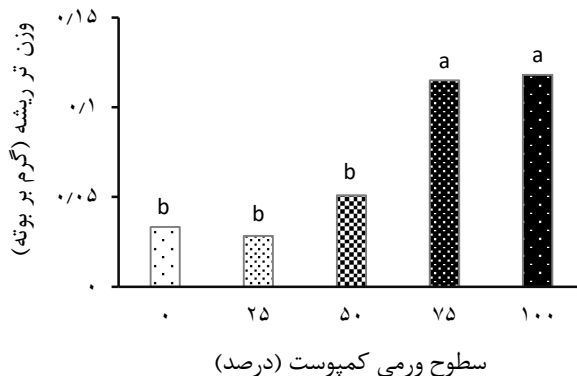 وزن تر ریشه (گرم بر بوته)
۰/۱۵
۰/۱
۰/۰۵
۰
b
b
b
a
a
۰
۲۵
۵۰
۷۵
۱۰۰
سطوح ورمی کمپوست (درصد)